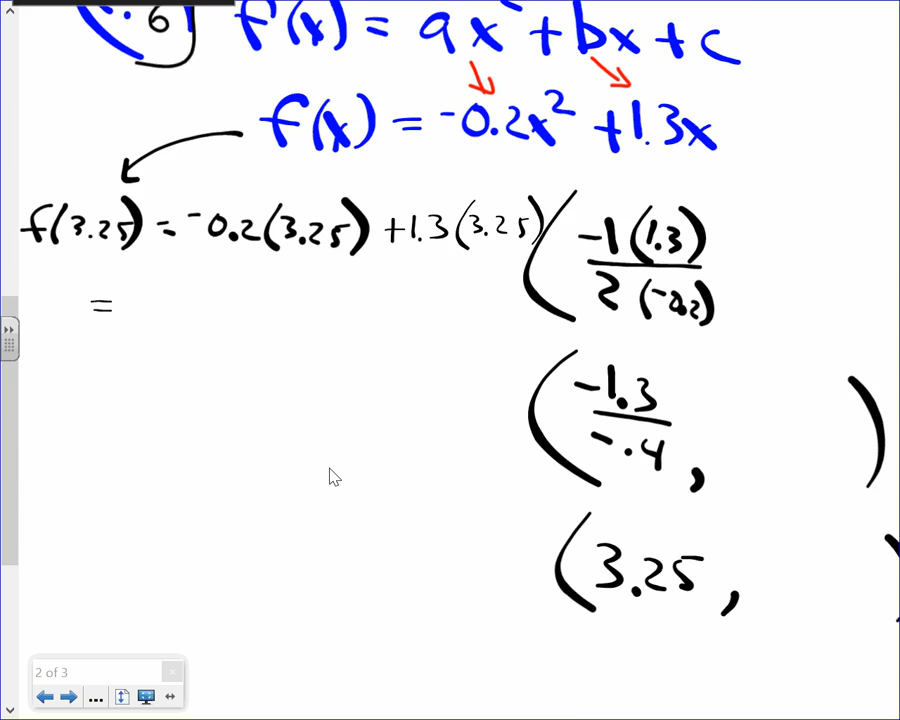 6
f(x) = ax² + bx + c
f(x) = -0.2x² + 1.3x
f(3.25) = -0.2(3.25) + 1.3(3.25)
=
( -1(1.3) / 2(-0.2)
( -1.3 / -.4 , )
( 3.25 , )
2 of 3